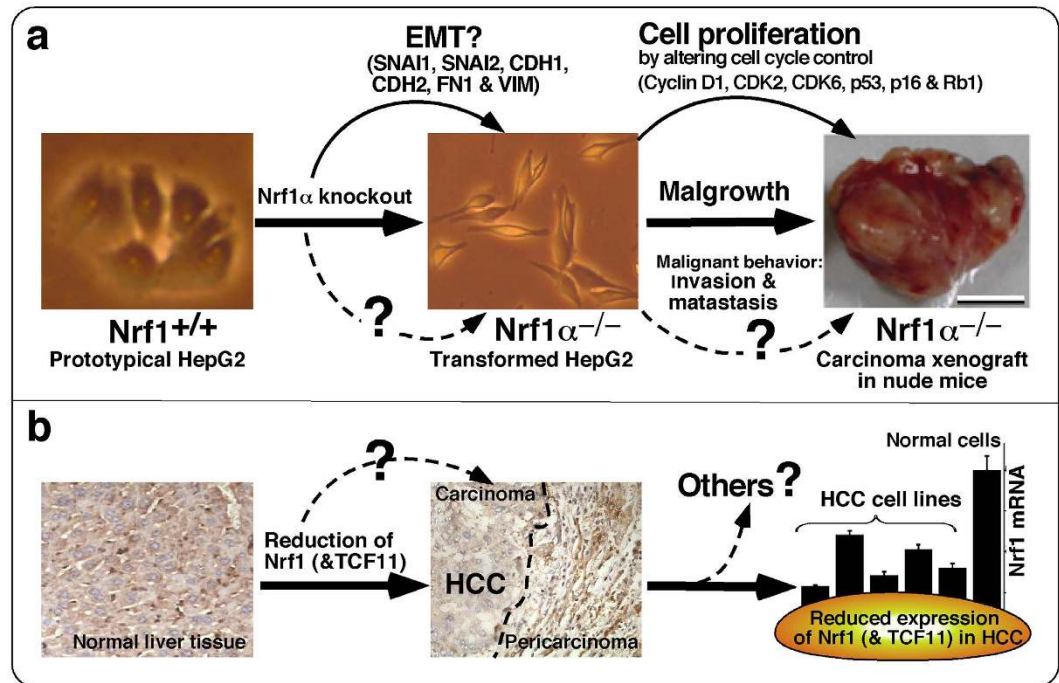 a
EMT?
(SNAI1, SNAI2, CDH1,
CDH2, FN1 & VIM)
Cell proliferation
by altering cell cycle control
(Cyclin D1, CDK2, CDK6, p53, p16 & Rb1)
Nrf1α knockout
Malgrowth
Malignant behavior:
Invasion &
matastasis
?
?
Nrf1+/+
Prototypical HepG2
Nrf1α−/−
Transformed HepG2
Nrf1α−/−
Carcinoma xenograft
in nude mice
b
?
Normal liver tissue
Reduction of
Nrf1 (&TCF11)
Carcinoma
HCC
Pericarcinoma
Others?
Normal cells
HCC cell lines
Nrf1 mRNA
Reduced expression
of Nrf1 (& TCF11) in HCC